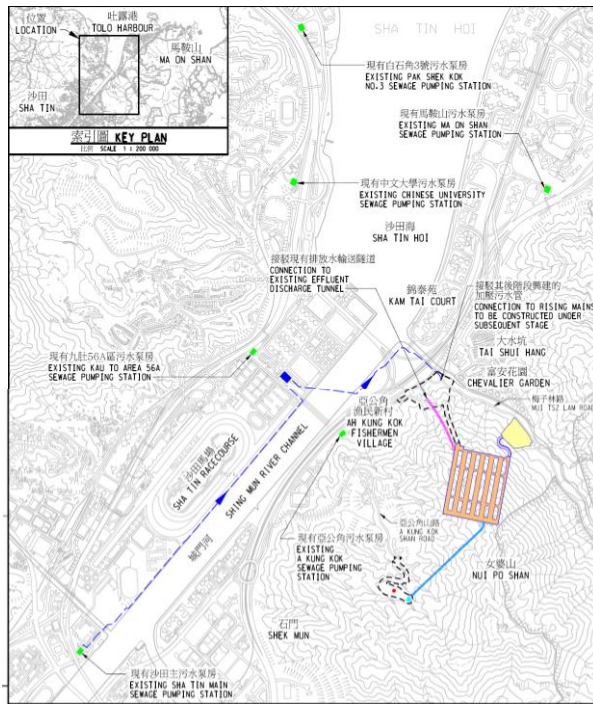 位置
LOCATION
吐露港
TOLO HARBOUR
馬鞍山
MA ON SHAN
沙田
SHA TIN
索引圖 KEY PLAN
比例 SCALE 1 : 200 000
SHA TIN HOI
現有白石角3號污水泵房
EXISTING PAK SHEK KOK
NO.3 SEWAGE PUMPING STATION
現有馬鞍山污水泵房
EXISTING MA ON SHAN
SEWAGE PUMPING STATION
現有中文大學污水泵房
EXISTING CHINESE UNIVERSITY
SEWAGE PUMPING STATION
沙田海
SHA TIN HOI
接駁現有排放水輸送隧道
CONNECTION TO
EXISTING EFFLUENT
DISCHARGE TUNNEL
錦泰苑
KAM TAI COURT
接駁其後階段興建的
加壓污水管
CONNECTION TO RISING MAINS
TO BE CONSTRUCTED UNDER
SUBSEQUENT STAGE
大水坑
TAI SHUI HANG
富安花園
CHEVALIER GARDEN
梅子林路
MUI TSZ LAM ROAD
現有九肚56A區污水泵房
EXISTING KAU TO AREA 56A
SEWAGE PUMPING STATION
亞公角
漁民新村
AH KUNG KOK
FISHERMEN
VILLAGE
沙田馬場
SHA TIN RACECOURSE
城門河
SHING MUN RIVER CHANNEL
亞公角山路
A KUNG KOK
SHAN ROAD
現有亞公角污水泵房
EXISTING
A KUNG KOK
SEWAGE PUMPING
STATION
女婆山
NUI PO SHAN
石門
SHEK MUN
現有沙田主污水泵房
EXISTING SHA TIN MAIN
SEWAGE PUMPING STATION